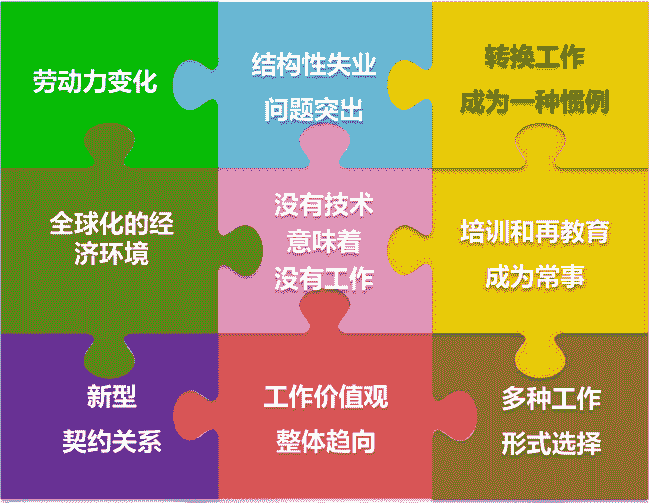 劳动力变化
结构性失业
问题突出
转换工作
成为一种惯例
全球化的经
济环境
没有技术
意味着
没有工作
培训和再教育
成为常事
新型
契约关系
工作价值观
整体趋向
多种工作
形式选择